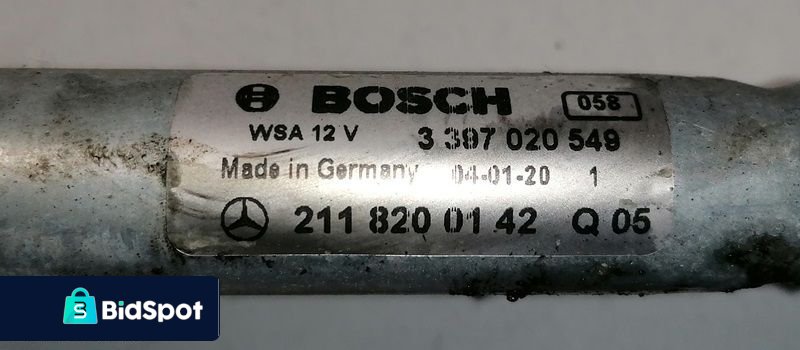 BOSCH 058
WSA 12 V 3 397 020 549
Made in Germany 04-01-20 1
211 820 01 42 Q 05
BidSpot